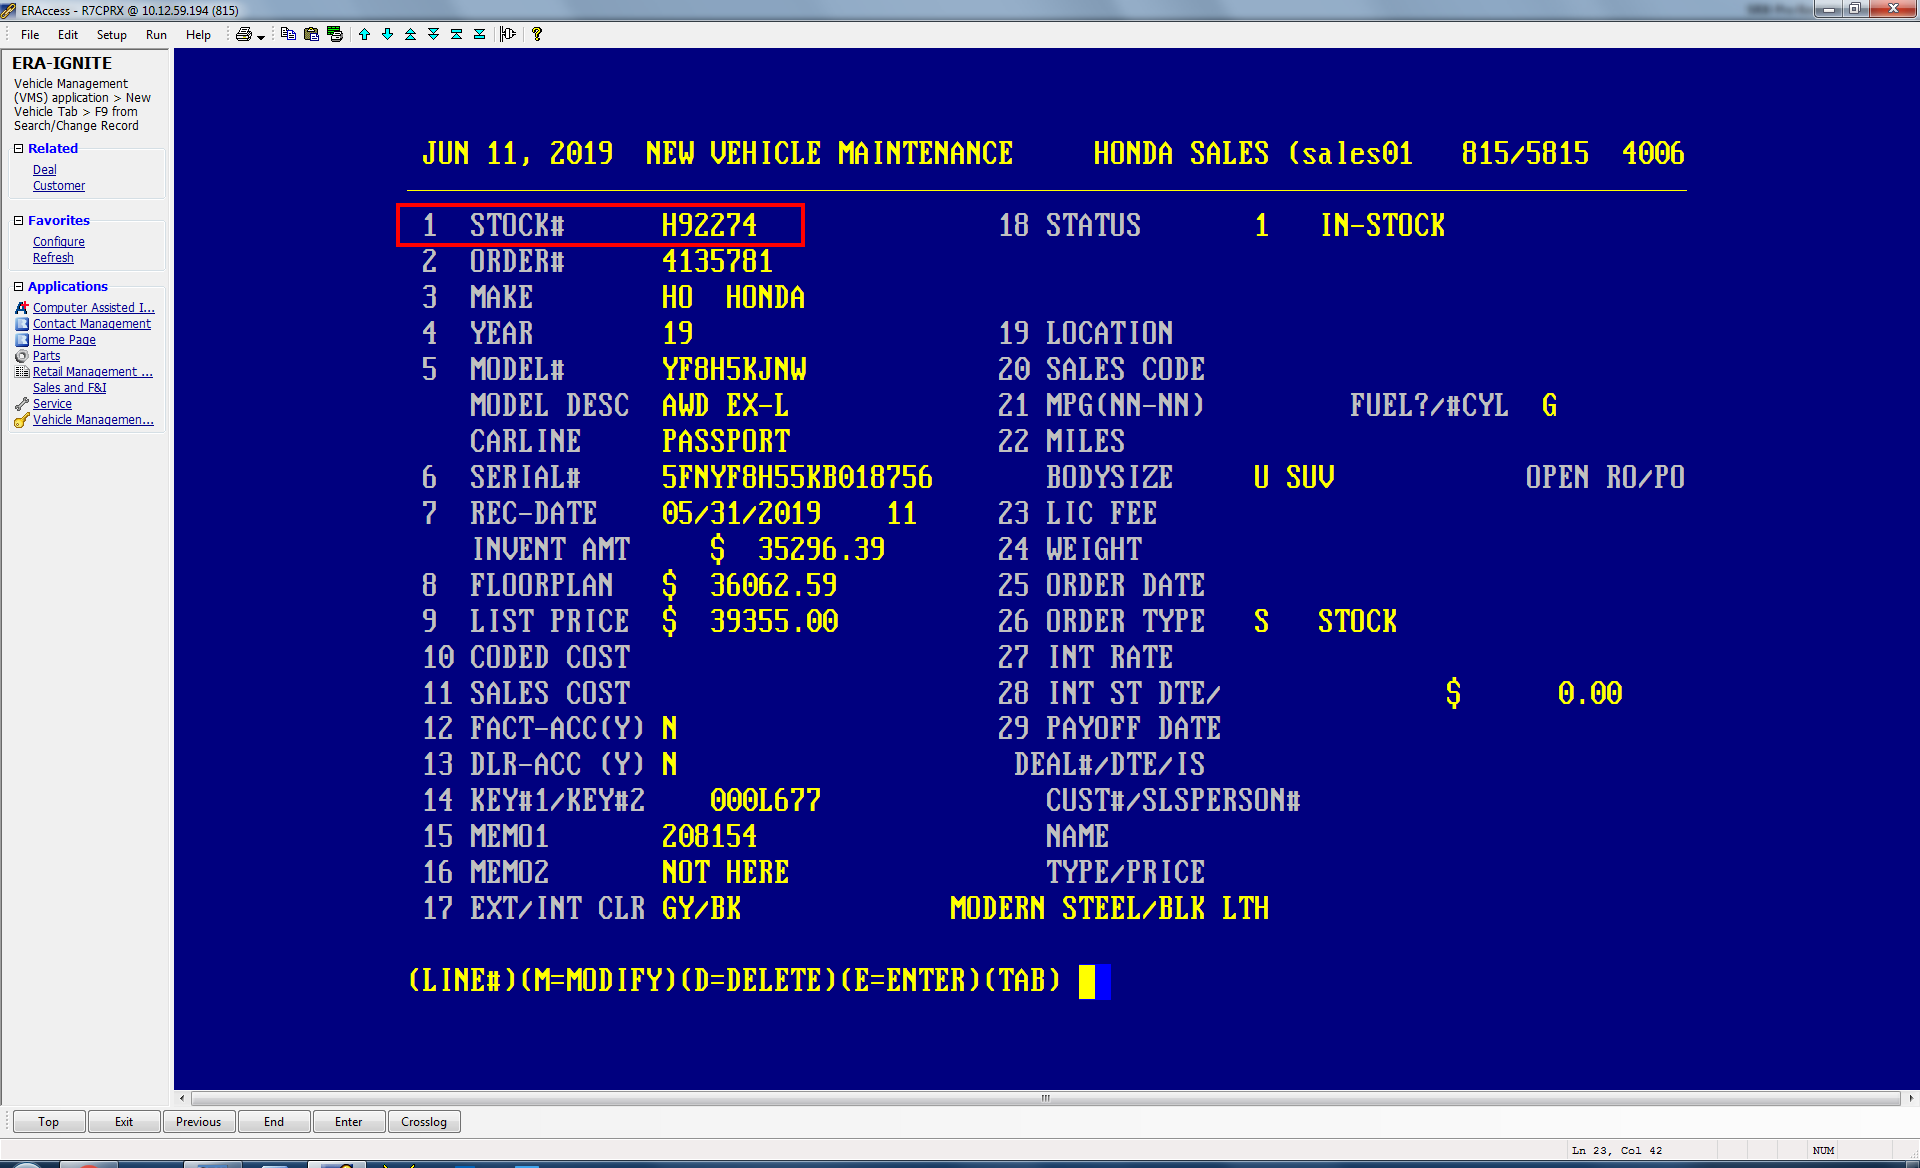 ERAccess - R7CPRX @ 10.12.59.194 (815)
File Edit Setup Run Help
ERA-IGNITE
Vehicle Management
(VMS) application > New
Vehicle Tab > F9 from
Search/Change Record
Related
Deal
Customer
Favorites
Configure
Refresh
Applications
Computer Assisted I...
Contact Management
Home Page
Parts
Retail Management ...
Sales and F&I
Service
Vehicle Managemen...
JUN 11, 2019 NEW VEHICLE MAINTENANCE HONDA SALES (sales01 815/5815 4006
1 STOCK# H92274 18 STATUS 1 IN-STOCK
2 ORDER# 4135781
3 MAKE HO HONDA
4 YEAR 19 19 LOCATION
5 MODEL# YF8H5KJNW 20 SALES CODE
MODEL DESC AWD EX-L 21 MPG(NN-NN) FUEL?/#CYL G
CARLINE PASSPORT 22 MILES
6 SERIAL# 5FNYF8H55KB018756 BODYSIZE U SUV OPEN RO/PO
7 REC-DATE 05/31/2019 11 23 LIC FEE
INVENT AMT $ 35296.39 24 WEIGHT
8 FLOORPLAN $ 36062.59 25 ORDER DATE
9 LIST PRICE $ 39355.00 26 ORDER TYPE S STOCK
10 CODED COST 27 INT RATE
11 SALES COST 28 INT ST DTE/ $ 0.00
12 FACT-ACC(Y) N 29 PAYOFF DATE
13 DLR-ACC (Y) N DEAL#/DTE/IS
14 KEY#1/KEY#2 000L677 CUST#/SLSPERSON#
15 MEMO1 208154 NAME
16 MEMO2 NOT HERE TYPE/PRICE
17 EXT/INT CLR GY/BK MODERN STEEL/BLK LTH
(LINE#)(M=MODIFY)(D=DELETE)(E=ENTER)(TAB)
Top Exit Previous End Enter Crosslog
Ln 23, Col 42 NUM